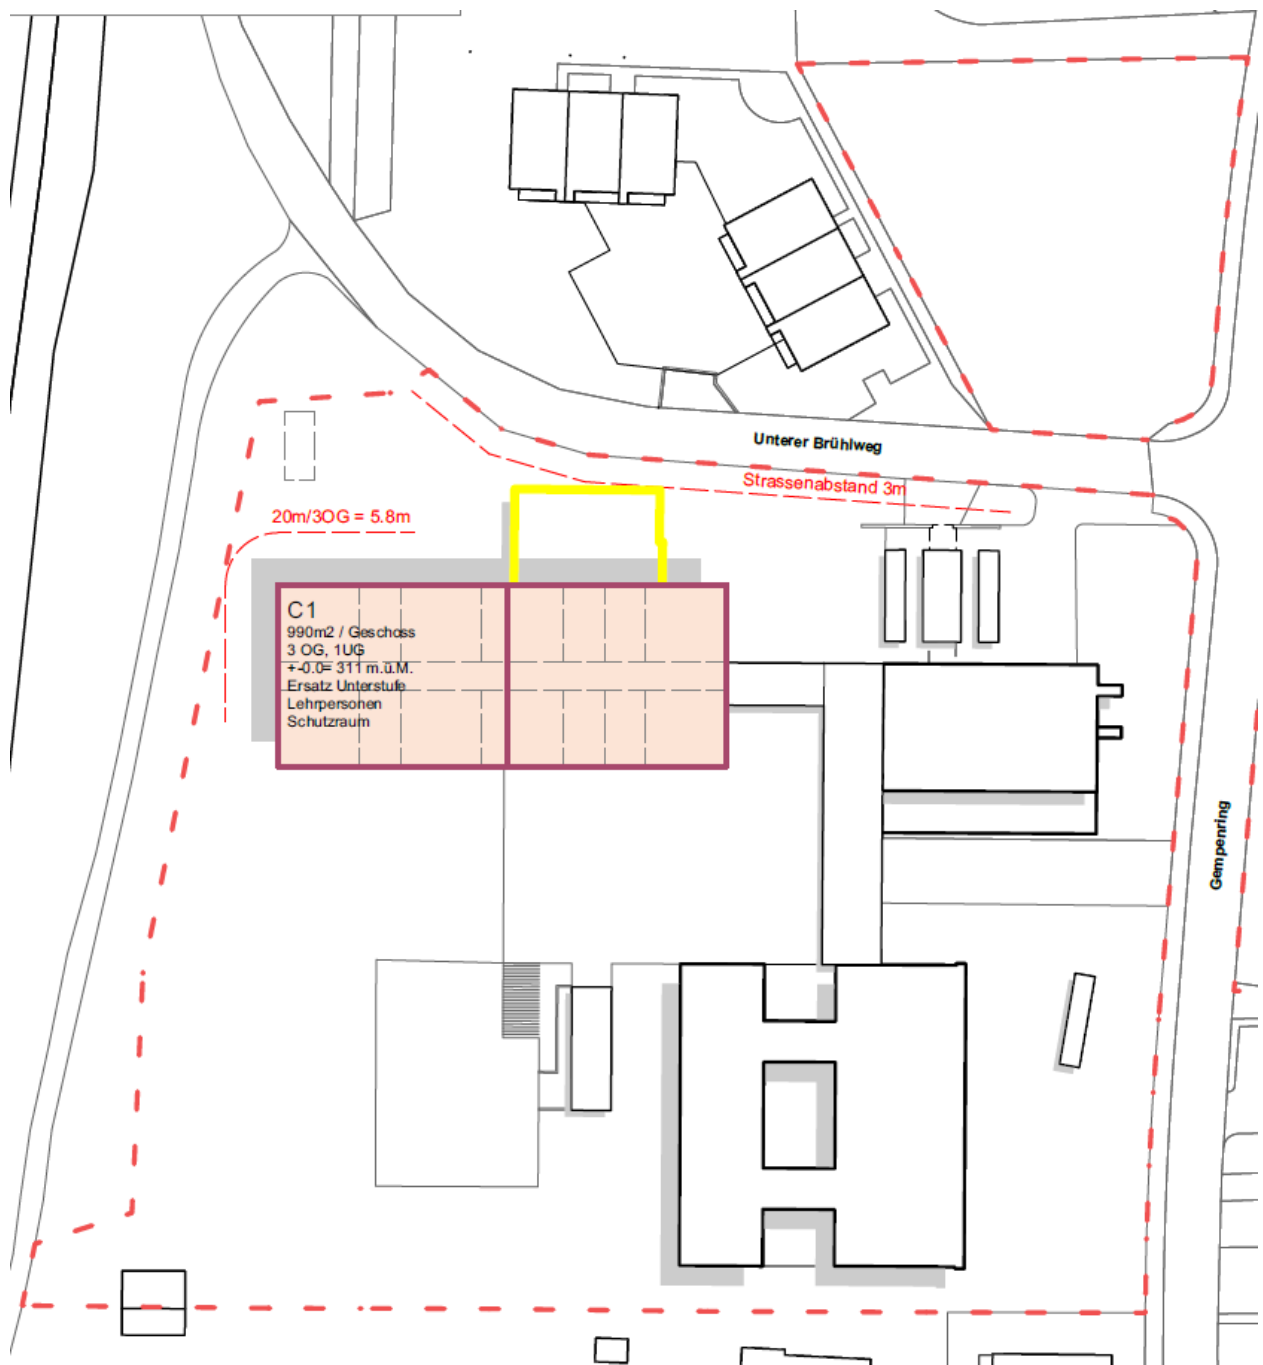 Unterer Brühlweg
Strassenabstand 3m
20m/3OG = 5.8m
C1
990m2 / Geschoss
3 OG, 1UG
+-0.0= 311 m.ü.M.
Ersatz Unterstufe
Lehrpersonen
Schutzraum
Gempenring